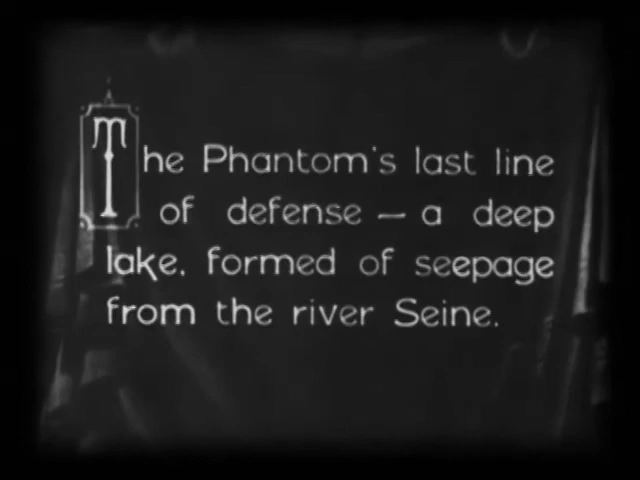 The Phantom's last line
of defense — a deep
lake, formed of seepage
from the river Seine.